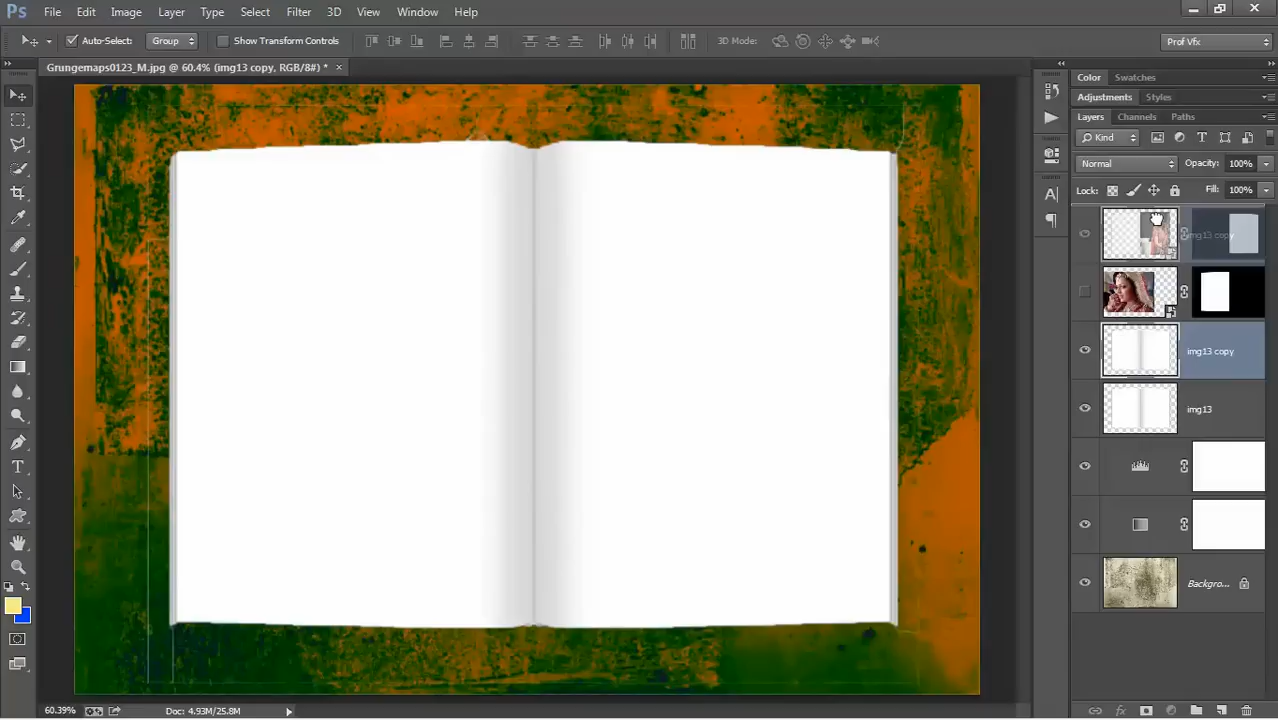 Ps File Edit Image Layer Type Select Filter 3D View Window Help
Auto-Select: Group Show Transform Controls 3D Mode: Prof Vfx
Grungemaps0123_M.jpg @ 60.4% (img13 copy, RGB/8#) * ×
Color Swatches
Adjustments Styles
Layers Channels Paths
Kind
Normal Opacity: 100%
Lock: Fill: 100%
img13 copy
img13 copy
img13
Backgro...
60.39% Doc: 4.93M/25.8M